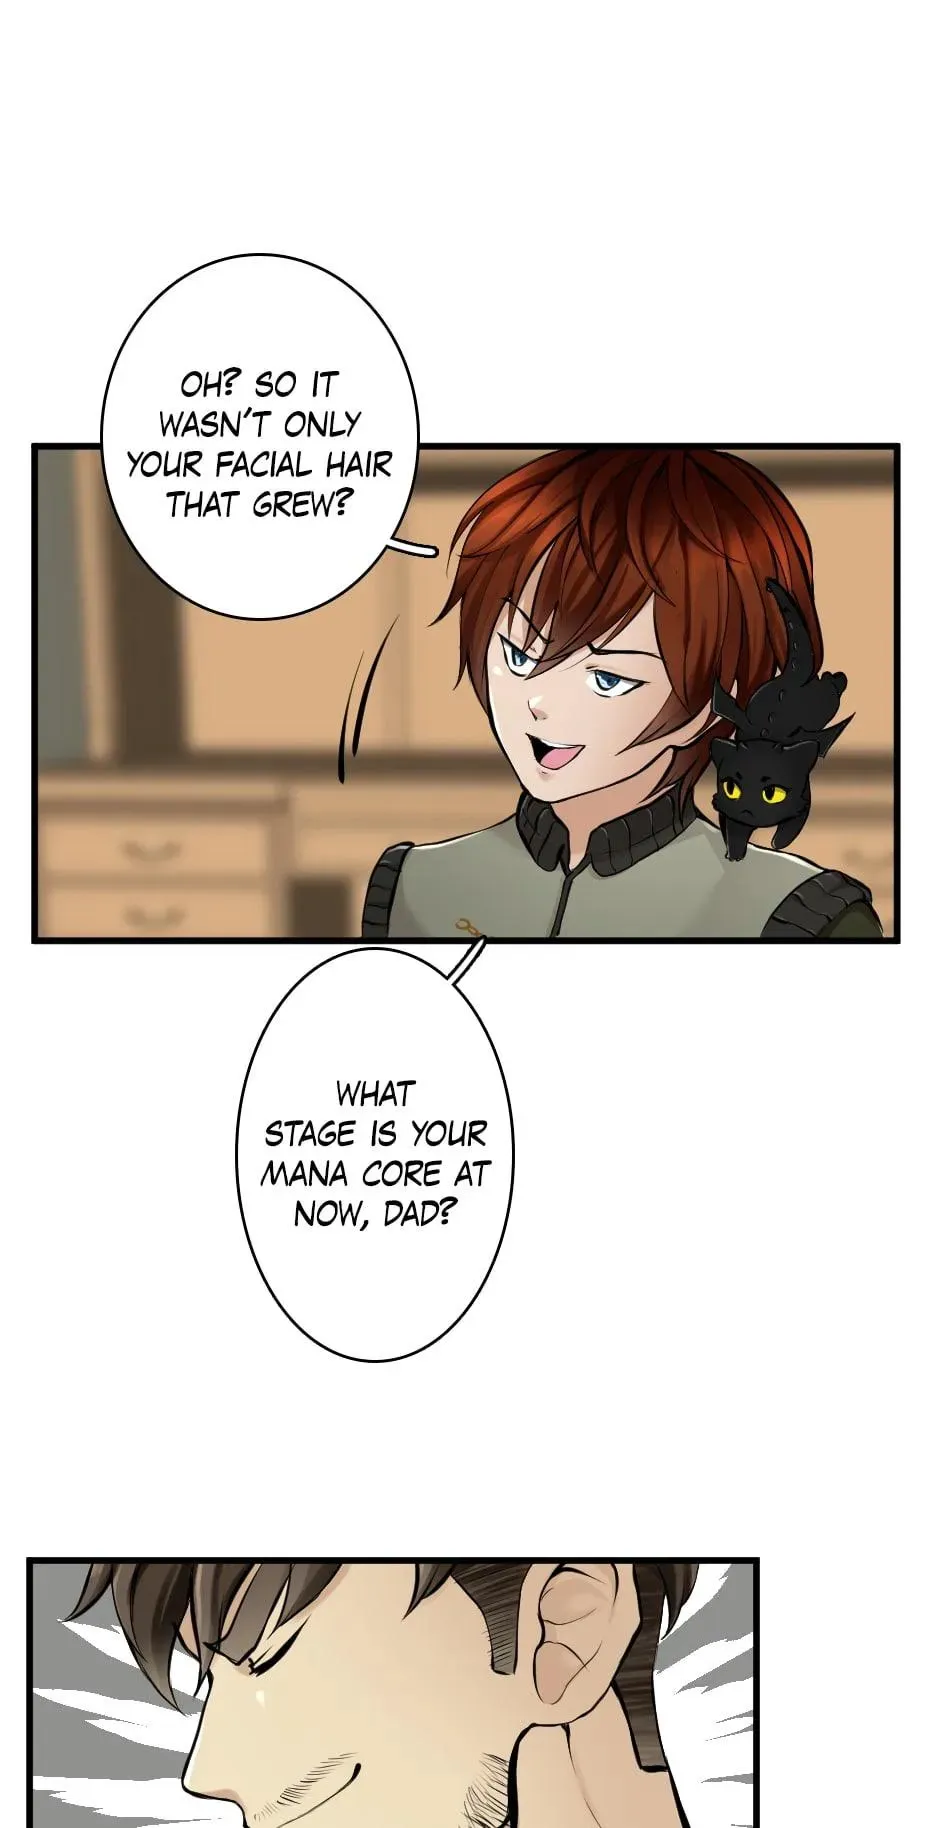 OH? SO IT
WASN'T ONLY
YOUR FACIAL HAIR
THAT GREW?
WHAT
STAGE IS YOUR
MANA CORE AT
NOW, DAD?